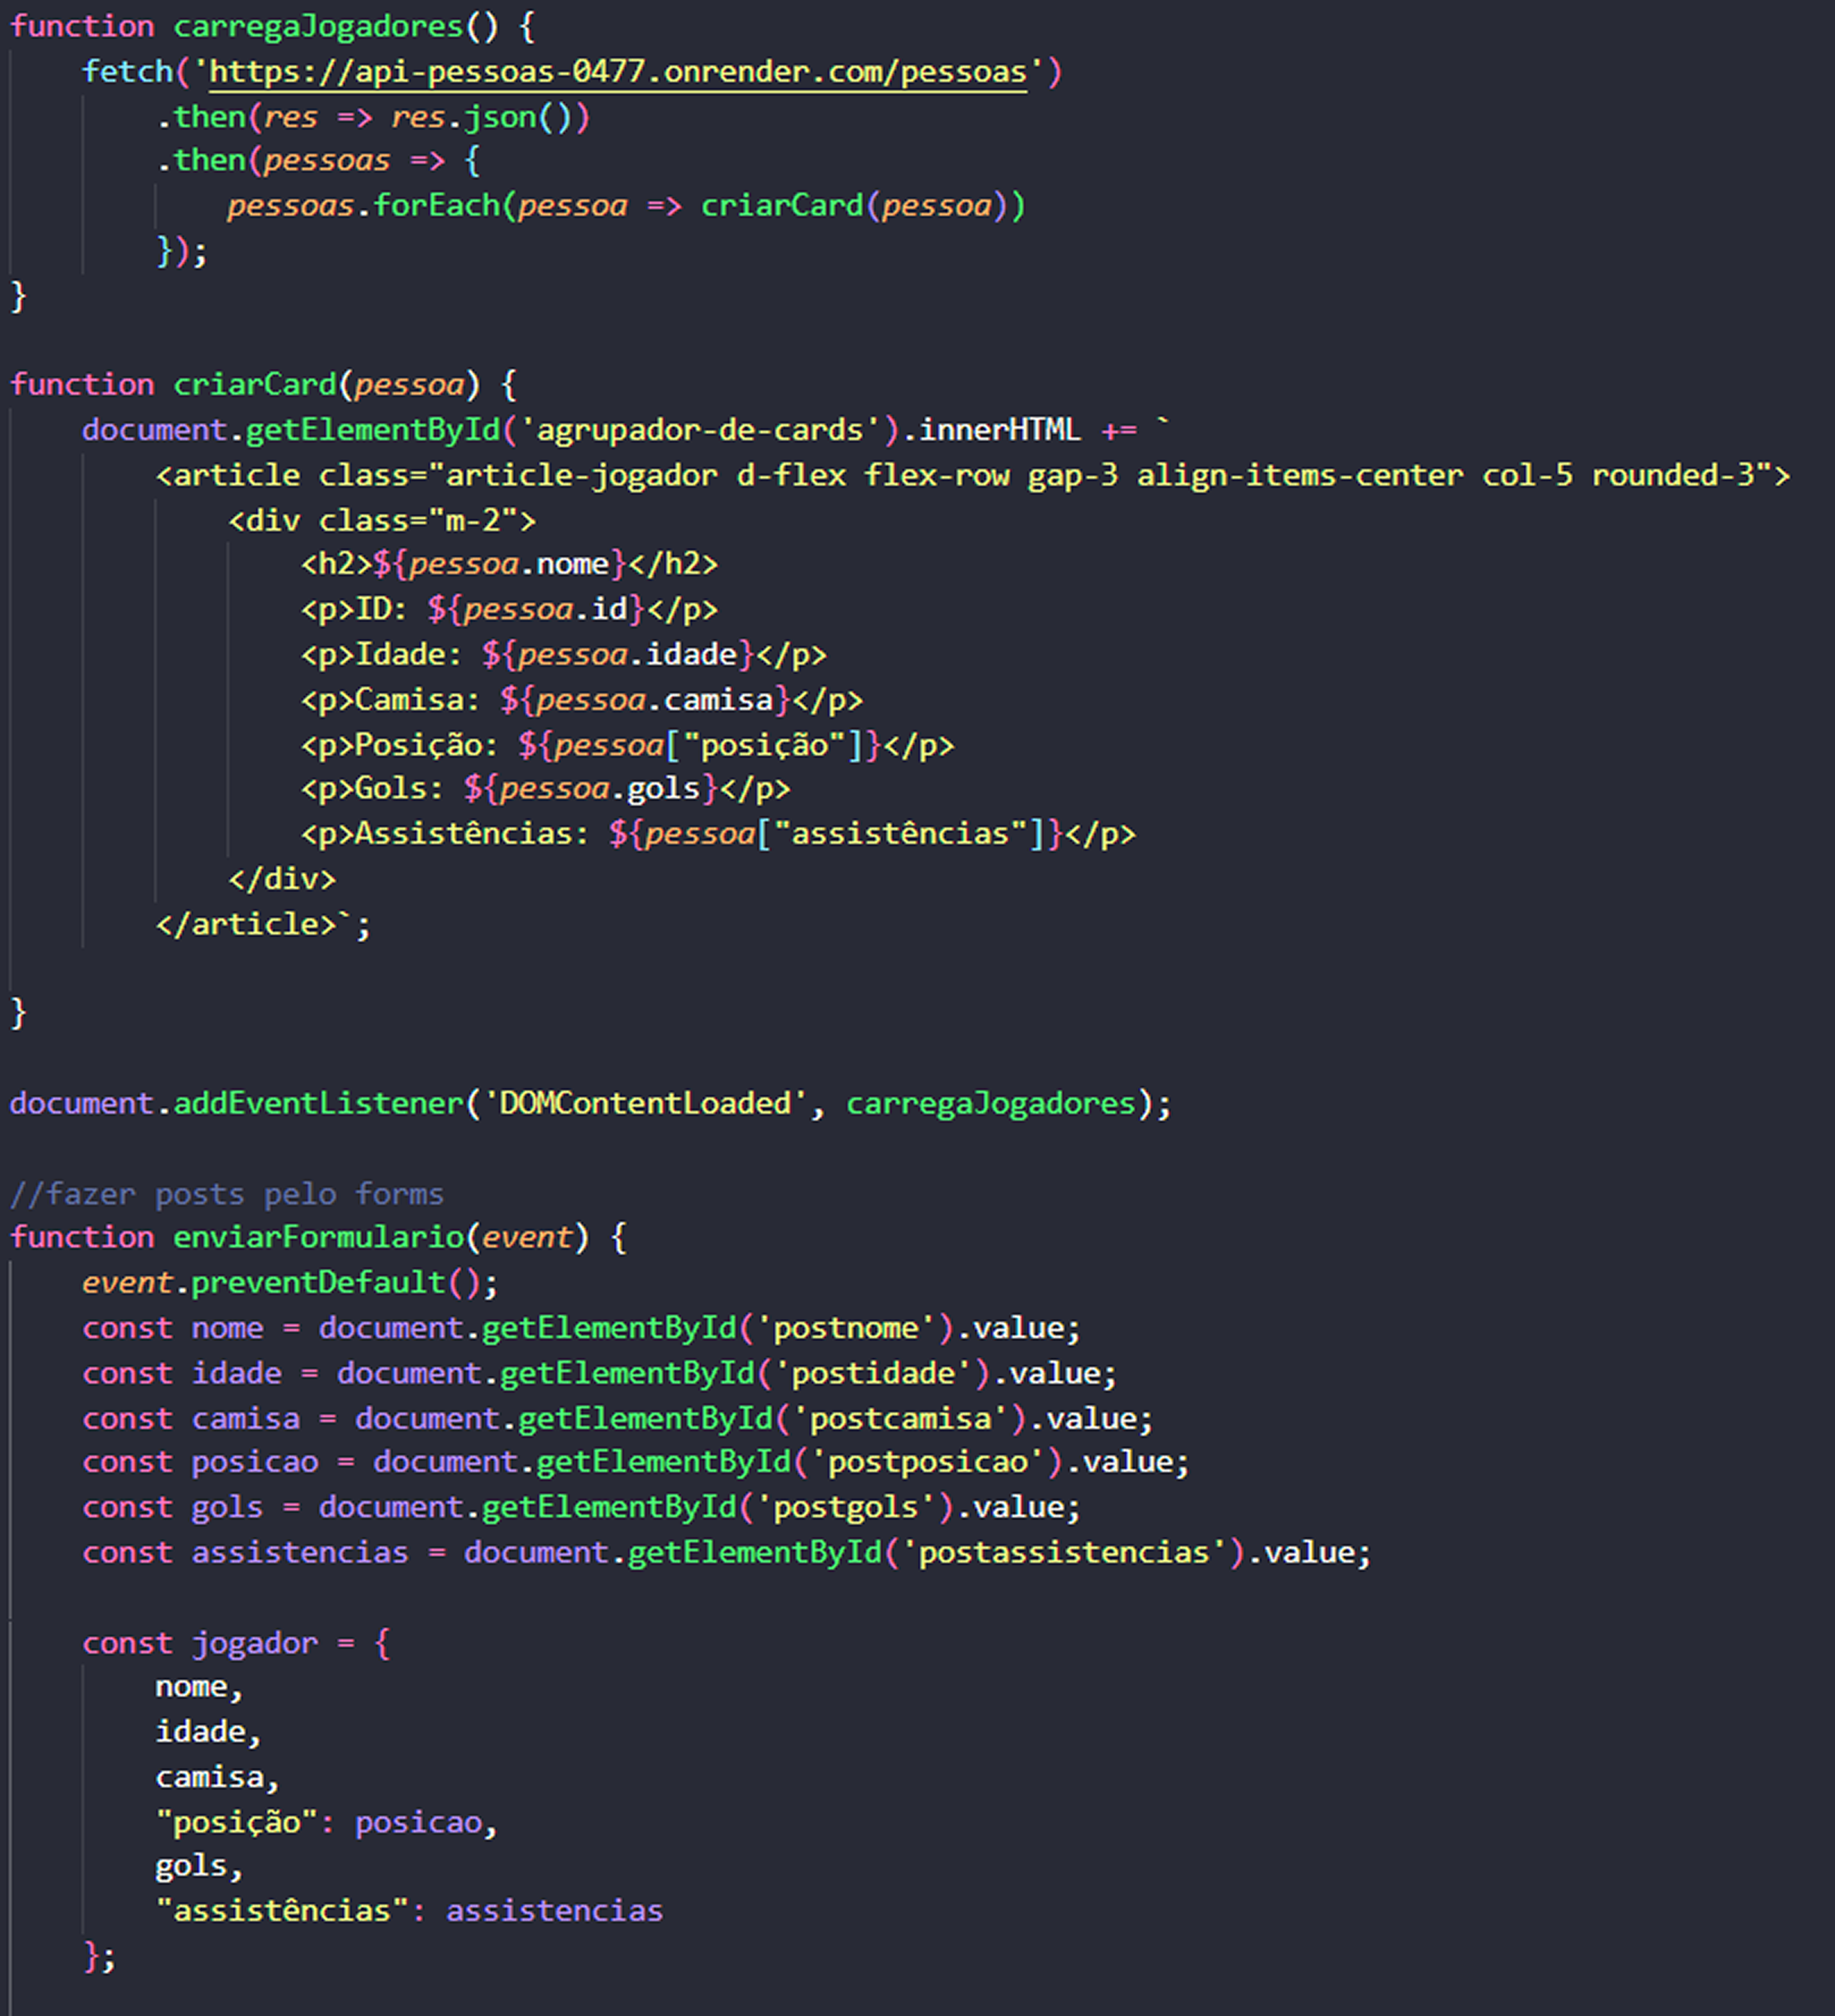 function carregaJogadores() {
    fetch('https://api-pessoas-0477.onrender.com/pessoas')
        .then(res => res.json())
        .then(pessoas => {
            pessoas.forEach(pessoa => criarCard(pessoa))
        });
}

function criarCard(pessoa) {
    document.getElementById('agrupador-de-cards').innerHTML += `
        <article class="article-jogador d-flex flex-row gap-3 align-items-center col-5 rounded-3">
            <div class="m-2">
                <h2>${pessoa.nome}</h2>
                <p>ID: ${pessoa.id}</p>
                <p>Idade: ${pessoa.idade}</p>
                <p>Camisa: ${pessoa.camisa}</p>
                <p>Posição: ${pessoa["posição"]}</p>
                <p>Gols: ${pessoa.gols}</p>
                <p>Assistências: ${pessoa["assistências"]}</p>
            </div>
        </article>`;

}

document.addEventListener('DOMContentLoaded', carregaJogadores);

//fazer posts pelo forms
function enviarFormulario(event) {
    event.preventDefault();
    const nome = document.getElementById('postnome').value;
    const idade = document.getElementById('postidade').value;
    const camisa = document.getElementById('postcamisa').value;
    const posicao = document.getElementById('postposicao').value;
    const gols = document.getElementById('postgols').value;
    const assistencias = document.getElementById('postassistencias').value;

    const jogador = {
        nome,
        idade,
        camisa,
        "posição": posicao,
        gols,
        "assistências": assistencias
    };